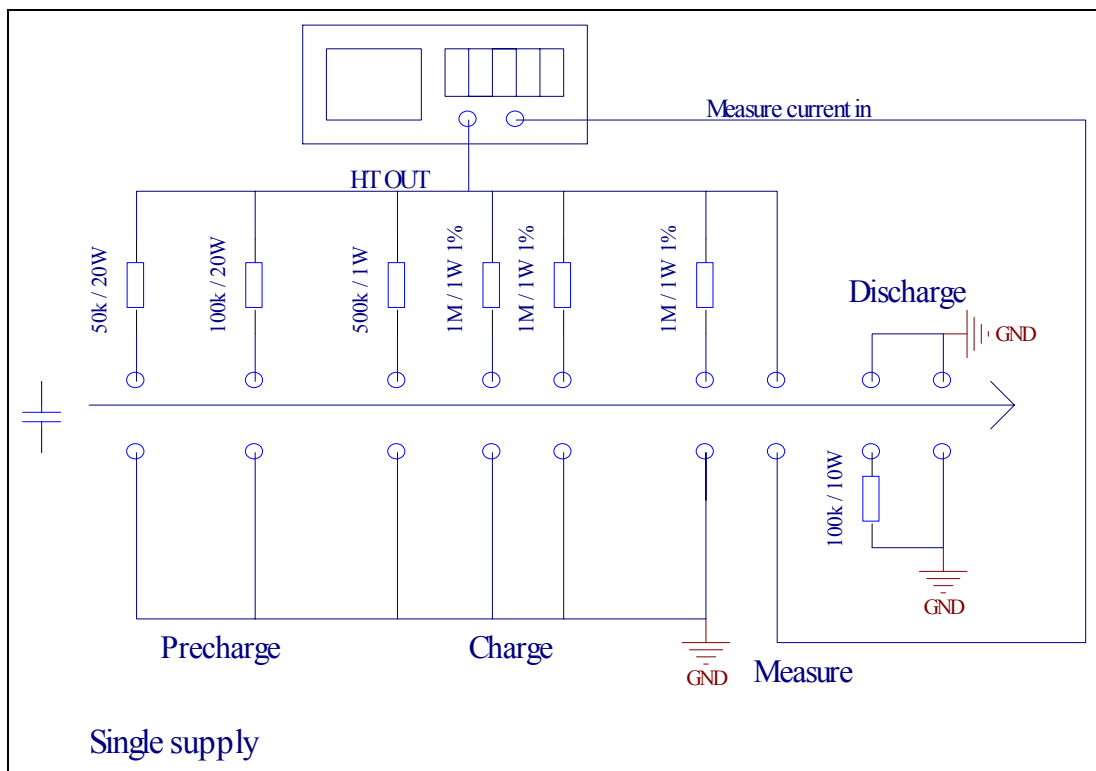 Measure current in
HT OUT
50k / 20W
100k / 20W
500k / 1W
1M / 1W 1%
1M / 1W 1%
1M / 1W 1%
Discharge
GND
100k / 10W
GND
Precharge
Charge
GND
Measure
Single supply